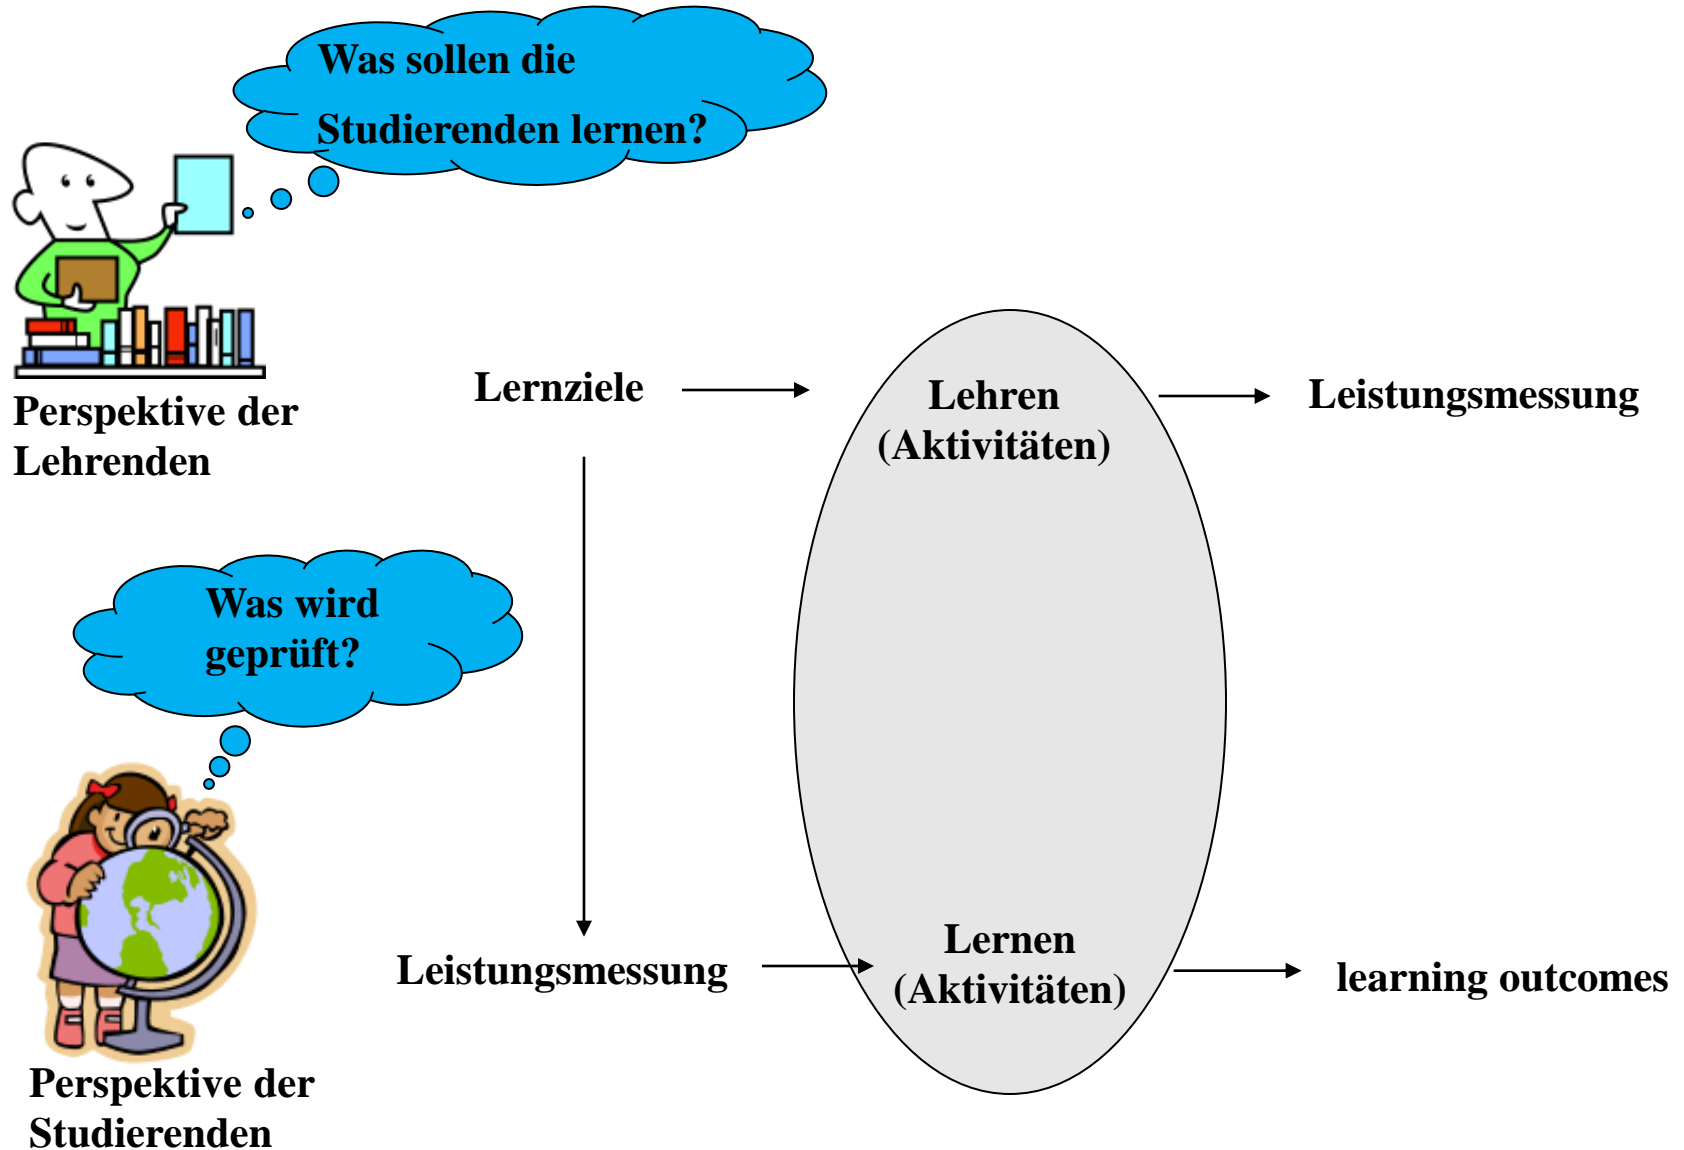 Was sollen die
Studierenden lernen?
Perspektive der
Lehrenden
Lernziele
Lehren
(Aktivitäten)
Leistungsmessung
Was wird
geprüft?
Perspektive der
Studierenden
Leistungsmessung
Lernen
(Aktivitäten)
learning outcomes